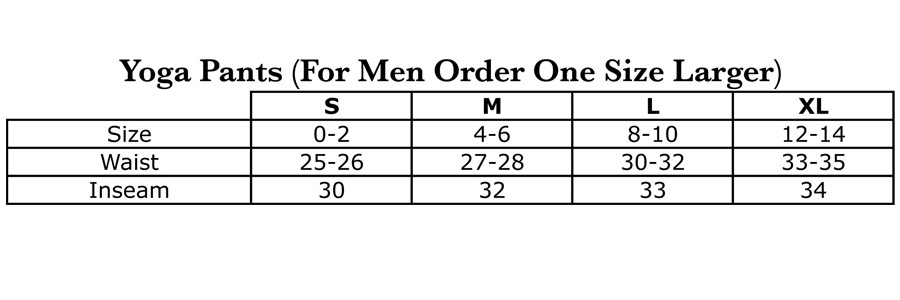 Yoga Pants (For Men Order One Size Larger)
S M L XL
Size 0-2 4-6 8-10 12-14
Waist 25-26 27-28 30-32 33-35
Inseam 30 32 33 34